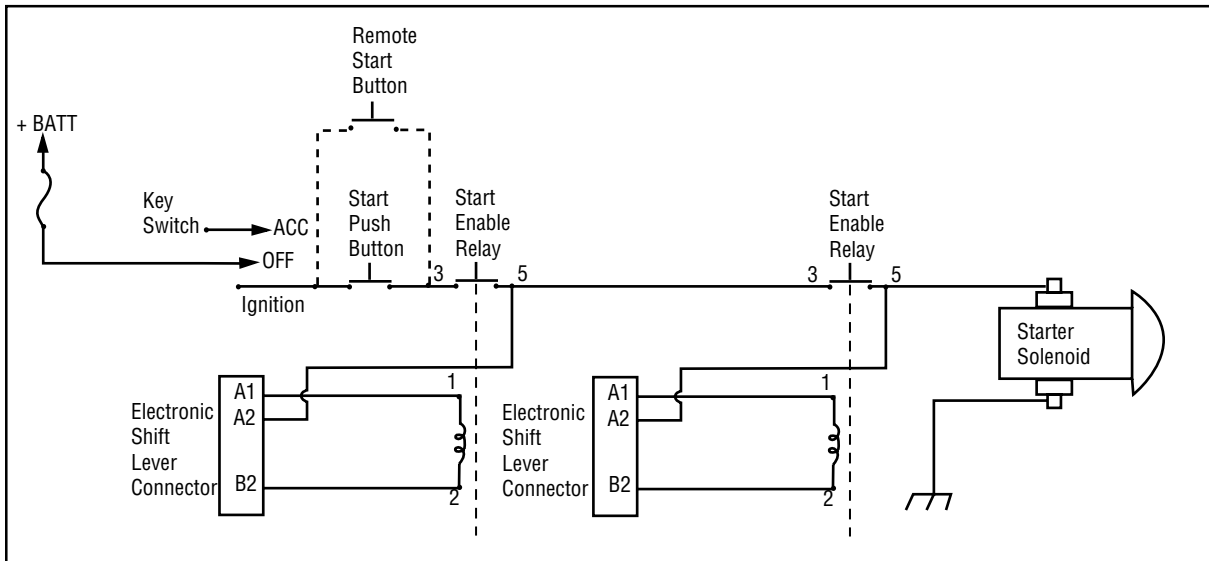 Remote
Start
Button
+ BATT
Key
Switch
ACC
OFF
Start
Push
Button
Start
Enable
Relay
Start
Enable
Relay
3
5
3
5
Ignition
Starter
Solenoid
Electronic
Shift
Lever
Connector
A1
A2
B2
1
2
Electronic
Shift
Lever
Connector
A1
A2
B2
1
2